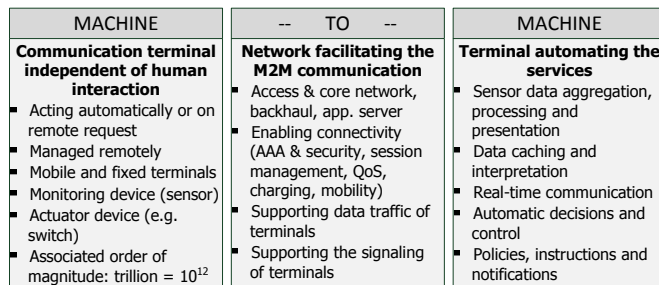 MACHINE
Communication terminal
independent of human
interaction
▪ Acting automatically or on
remote request
▪ Managed remotely
▪ Mobile and fixed terminals
▪ Monitoring device (sensor)
▪ Actuator device (e.g.
switch)
▪ Associated order of
magnitude: trillion = 10¹²
-- TO --
Network facilitating the
M2M communication
▪ Access & core network,
backhaul, app. server
▪ Enabling connectivity
(AAA & security, session
management, QoS,
charging, mobility)
▪ Supporting data traffic of
terminals
▪ Supporting the signaling
of terminals
MACHINE
Terminal automating the
services
▪ Sensor data aggregation,
processing and
presentation
▪ Data caching and
interpretation
▪ Real-time communication
▪ Automatic decisions and
control
▪ Policies, instructions and
notifications